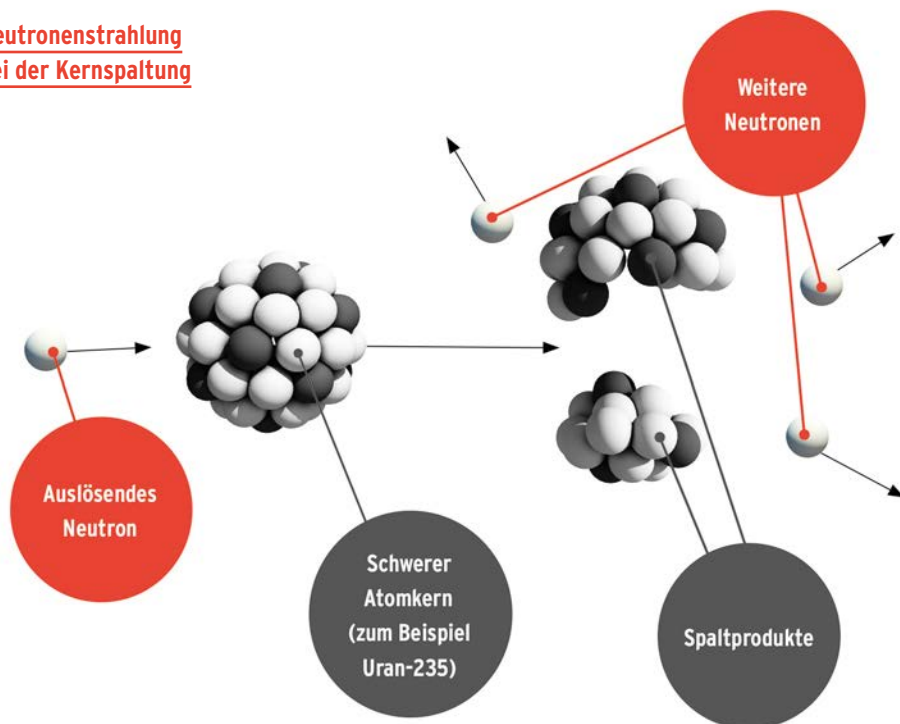 eutronenstrahlung
ei der Kernspaltung
Weitere
Neutronen
Auslösendes
Neutron
Schwerer
Atomkern
(zum Beispiel
Uran-235)
Spaltprodukte